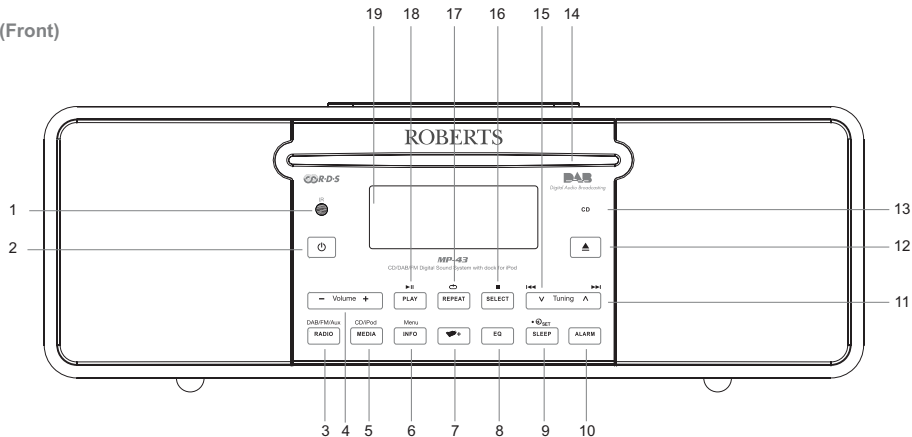 (Front)
19 18 17 16 15 14
ROBERTS
R·D·S
DAB
Digital Audio Broadcasting
IR
1
CD
13
2
12
MP-43
CD/DAB/FM Digital Sound System with dock for iPod
− Volume +
PLAY
REPEAT
SELECT
∨ Tuning ∧
11
DAB/FM/Aux
CD/iPod
Menu
SET
RADIO
MEDIA
INFO
+
EQ
SLEEP
ALARM
3 4 5 6 7 8 9 10